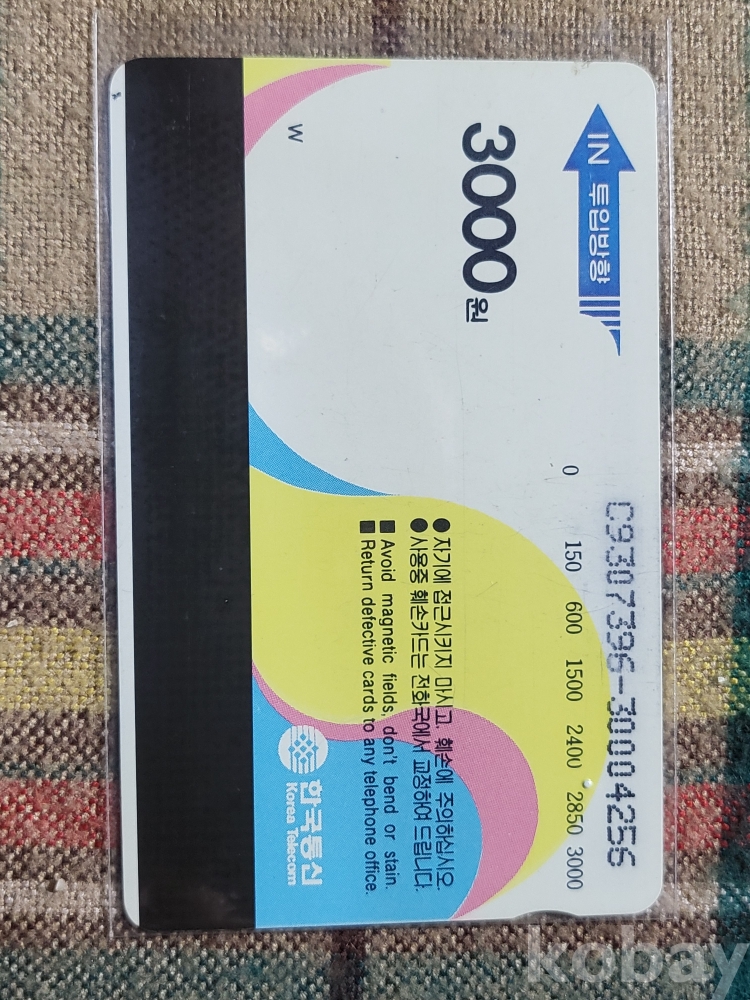 IN 투입방향
C9307396-30004256
0 150 600 1500 2400 2850 3000
3000원
W
● 자기에 접근시키지 마시고, 훼손에 주의하십시오.
● 사용중 훼손카드는 전화국에서 교정하여 드립니다.
■ Avoid magnetic fields, don't bend or stain.
■ Return defective cards to any telephone office.
한국통신
Korea Telecom
kobay